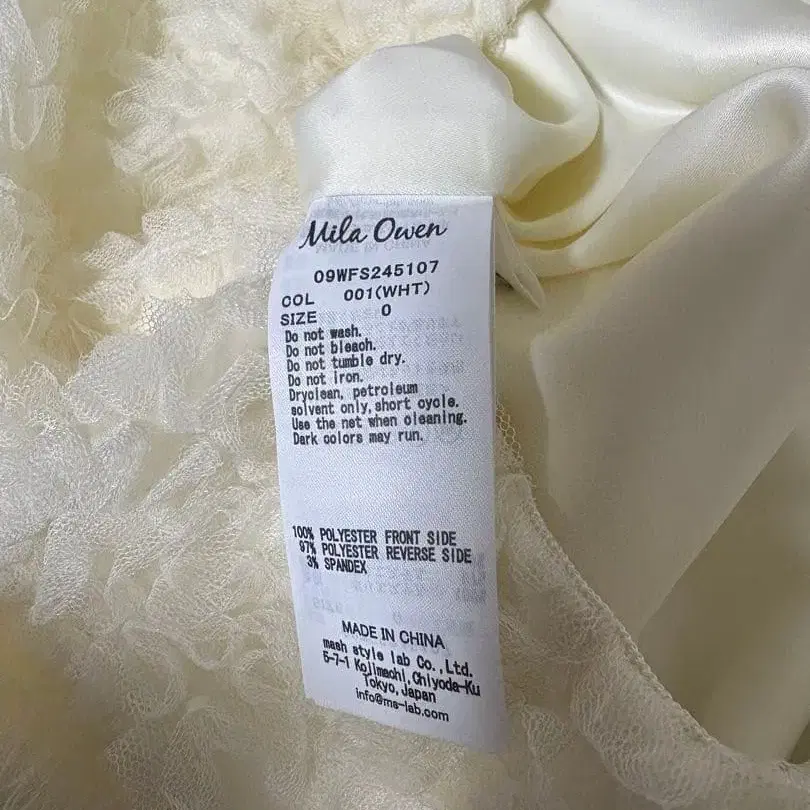 Mila Owen
09WFS245107
COL 001(WHT)
SIZE 0
Do not wash.
Do not bleach.
Do not tumble dry.
Do not iron.
Dryclean, petroleum
solvent only, short cycle.
Use the net when cleaning.
Dark colors may run.
100% POLYESTER FRONT SIDE
97% POLYESTER REVERSE SIDE
3% SPANDEX
MADE IN CHINA
mash style lab Co.,Ltd.
5-7-1 Kojimachi,Chiyoda-Ku
Tokyo,Japan
info@ms-lab.com